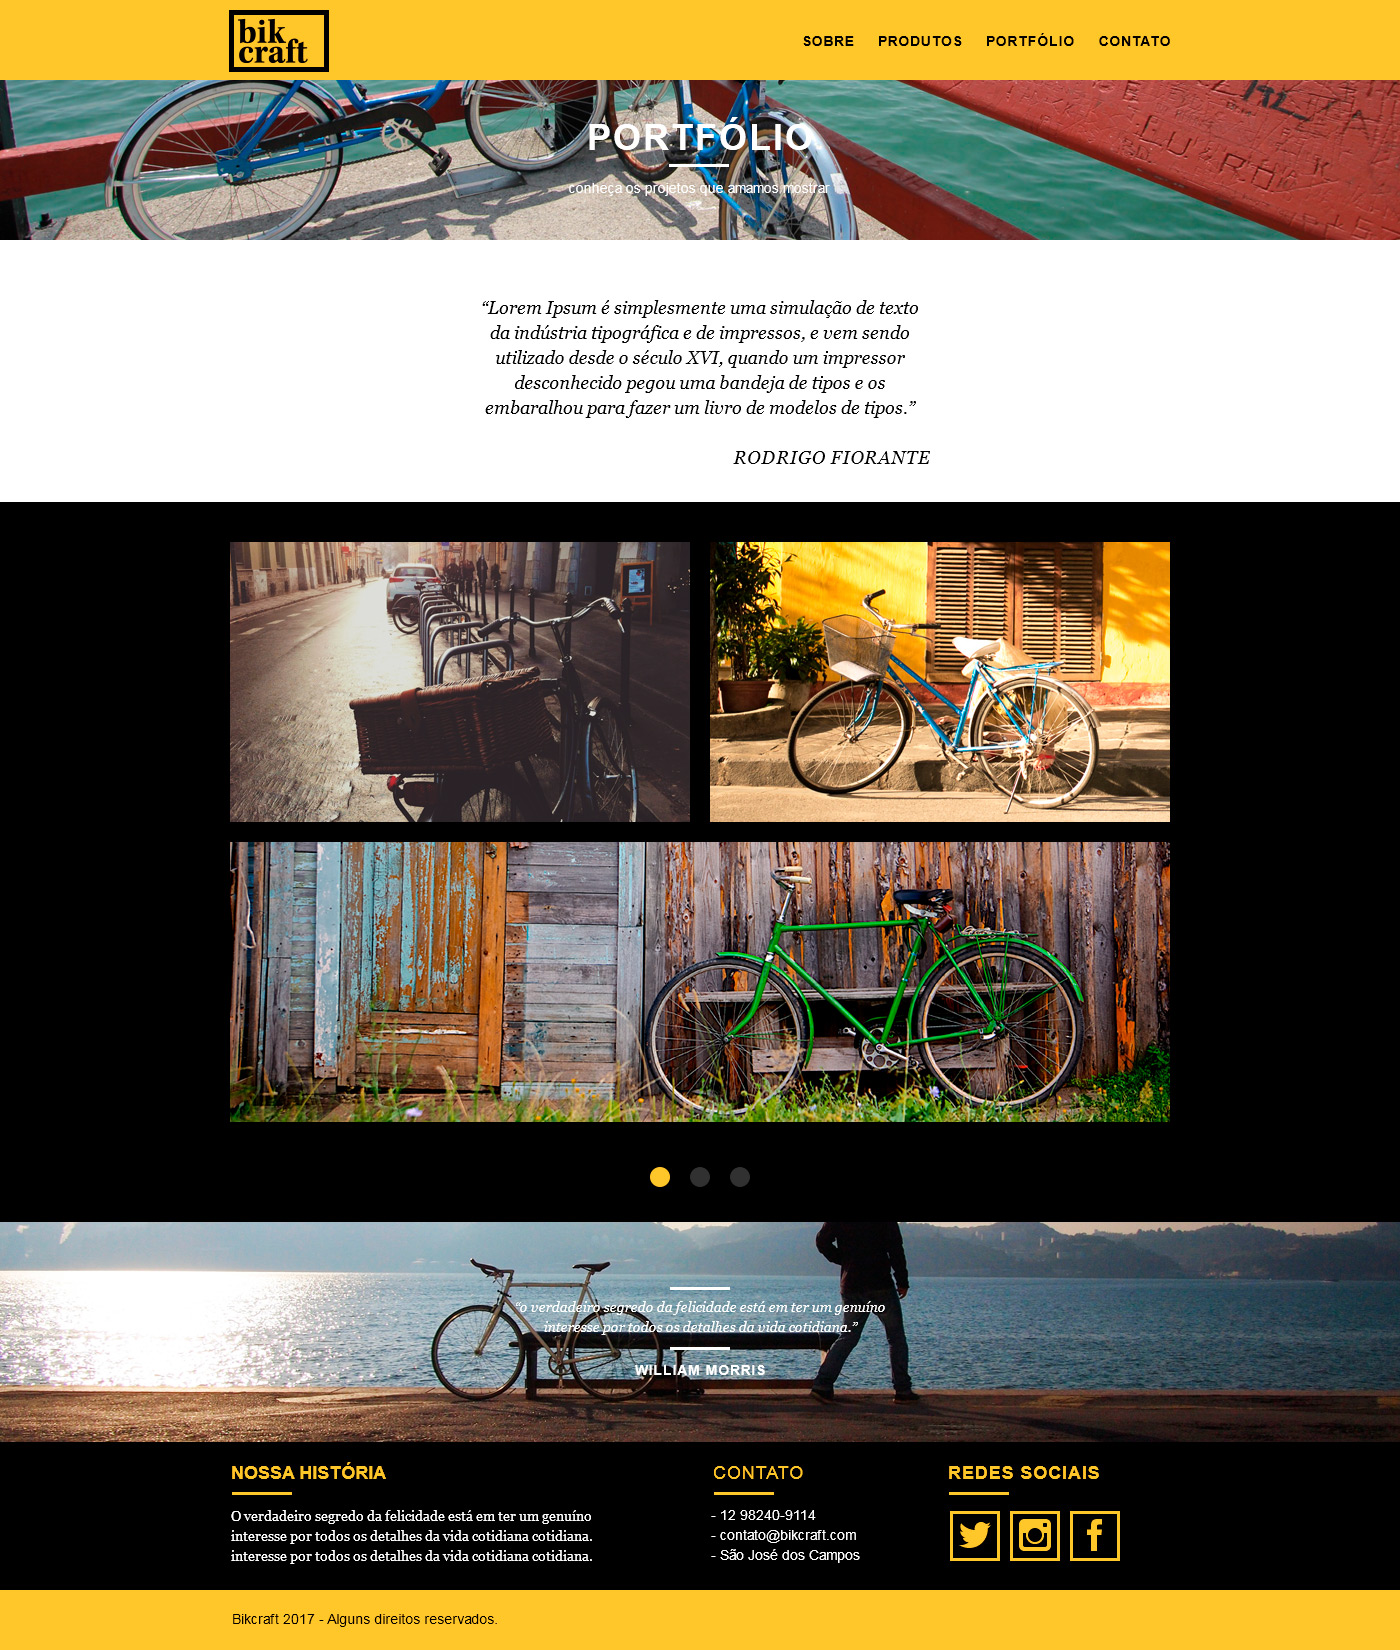 bik
craft
SOBRE PRODUTOS PORTFÓLIO CONTATO
PORTFÓLIO
conheça os projetos que amamos mostrar
“Lorem Ipsum é simplesmente uma simulação de texto
da indústria tipográfica e de impressos, e vem sendo
utilizado desde o século XVI, quando um impressor
desconhecido pegou uma bandeja de tipos e os
embaralhou para fazer um livro de modelos de tipos.”
RODRIGO FIORANTE
“o verdadeiro segredo da felicidade está em ter um genuíno
interesse por todos os detalhes da vida cotidiana.”
WILLIAM MORRIS
NOSSA HISTÓRIA
O verdadeiro segredo da felicidade está em ter um genuíno
interesse por todos os detalhes da vida cotidiana cotidiana.
interesse por todos os detalhes da vida cotidiana cotidiana.
CONTATO
- 12 98240-9114
- contato@bikcraft.com
- São José dos Campos
REDES SOCIAIS
Bikcraft 2017 - Alguns direitos reservados.